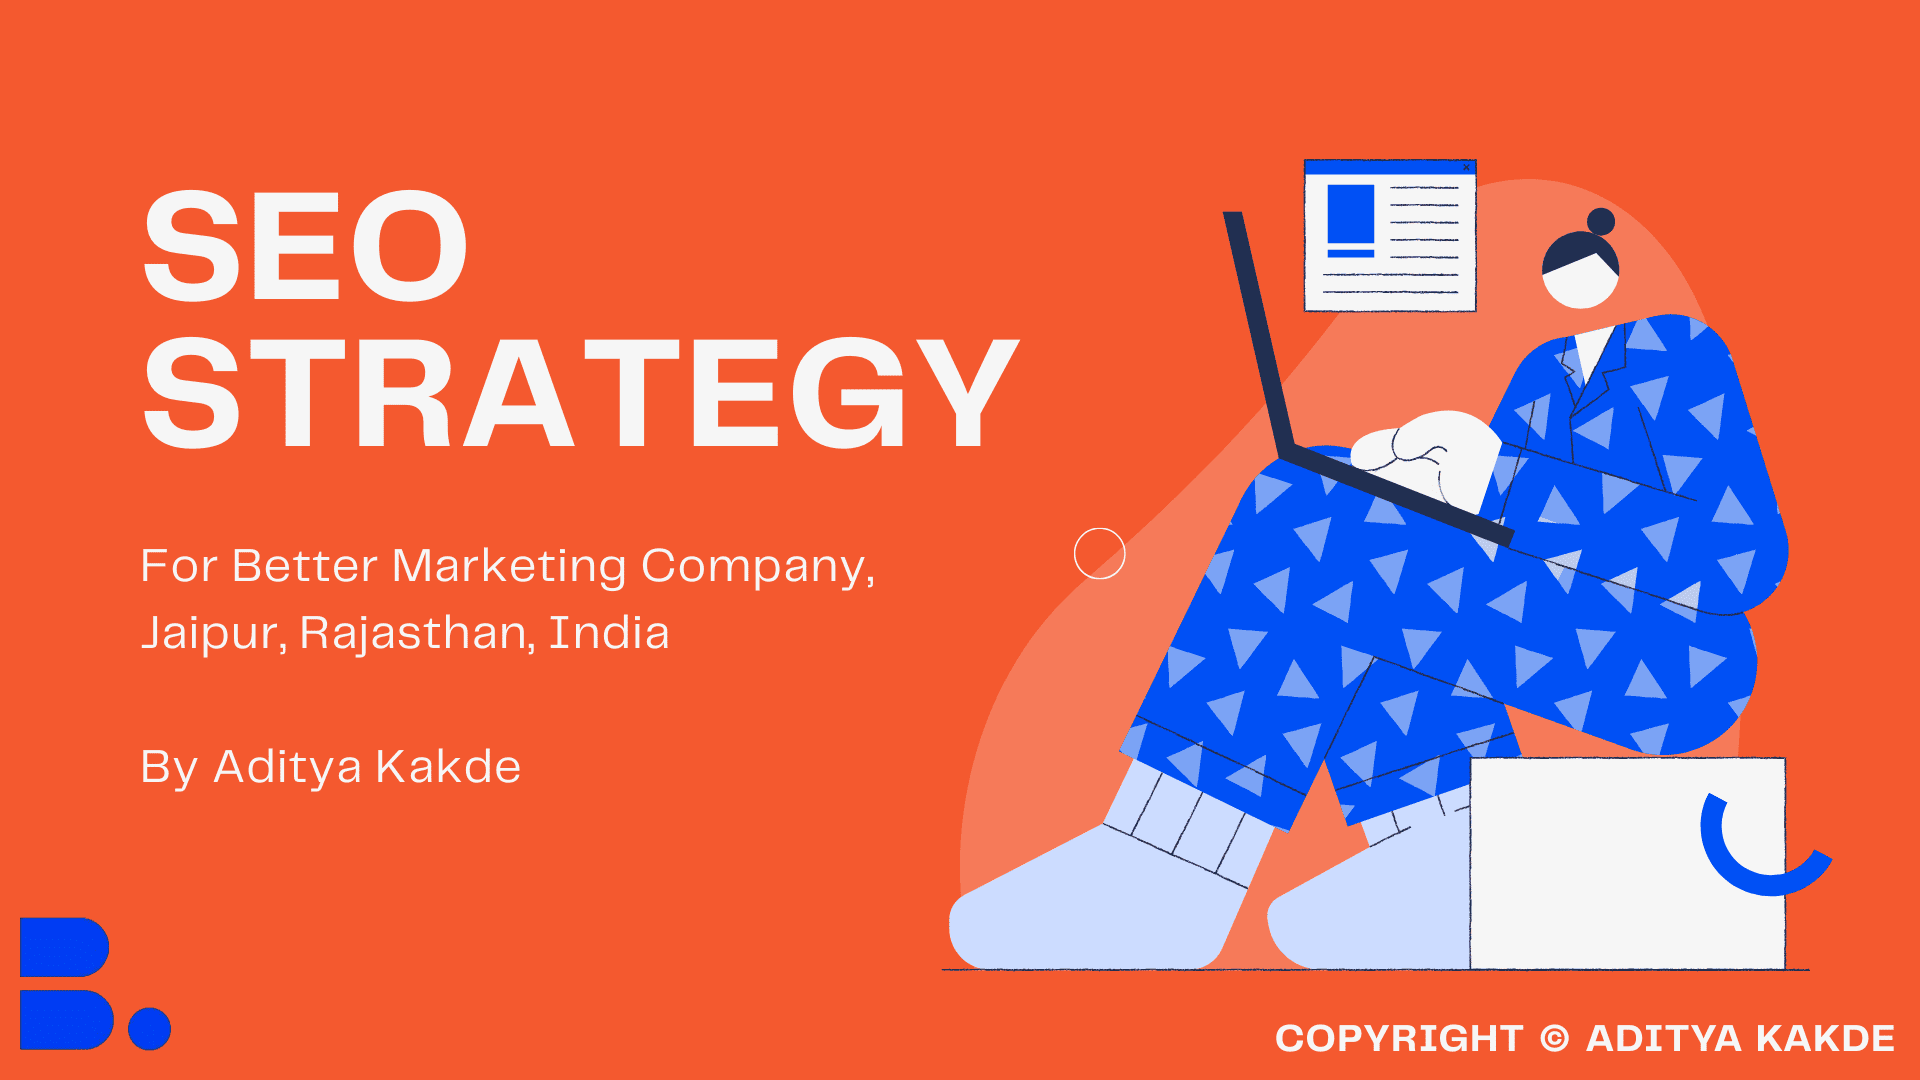 SEO
STRATEGY
For Better Marketing Company,
Jaipur, Rajasthan, India
By Aditya Kakde
B.
COPYRIGHT © ADITYA KAKDE